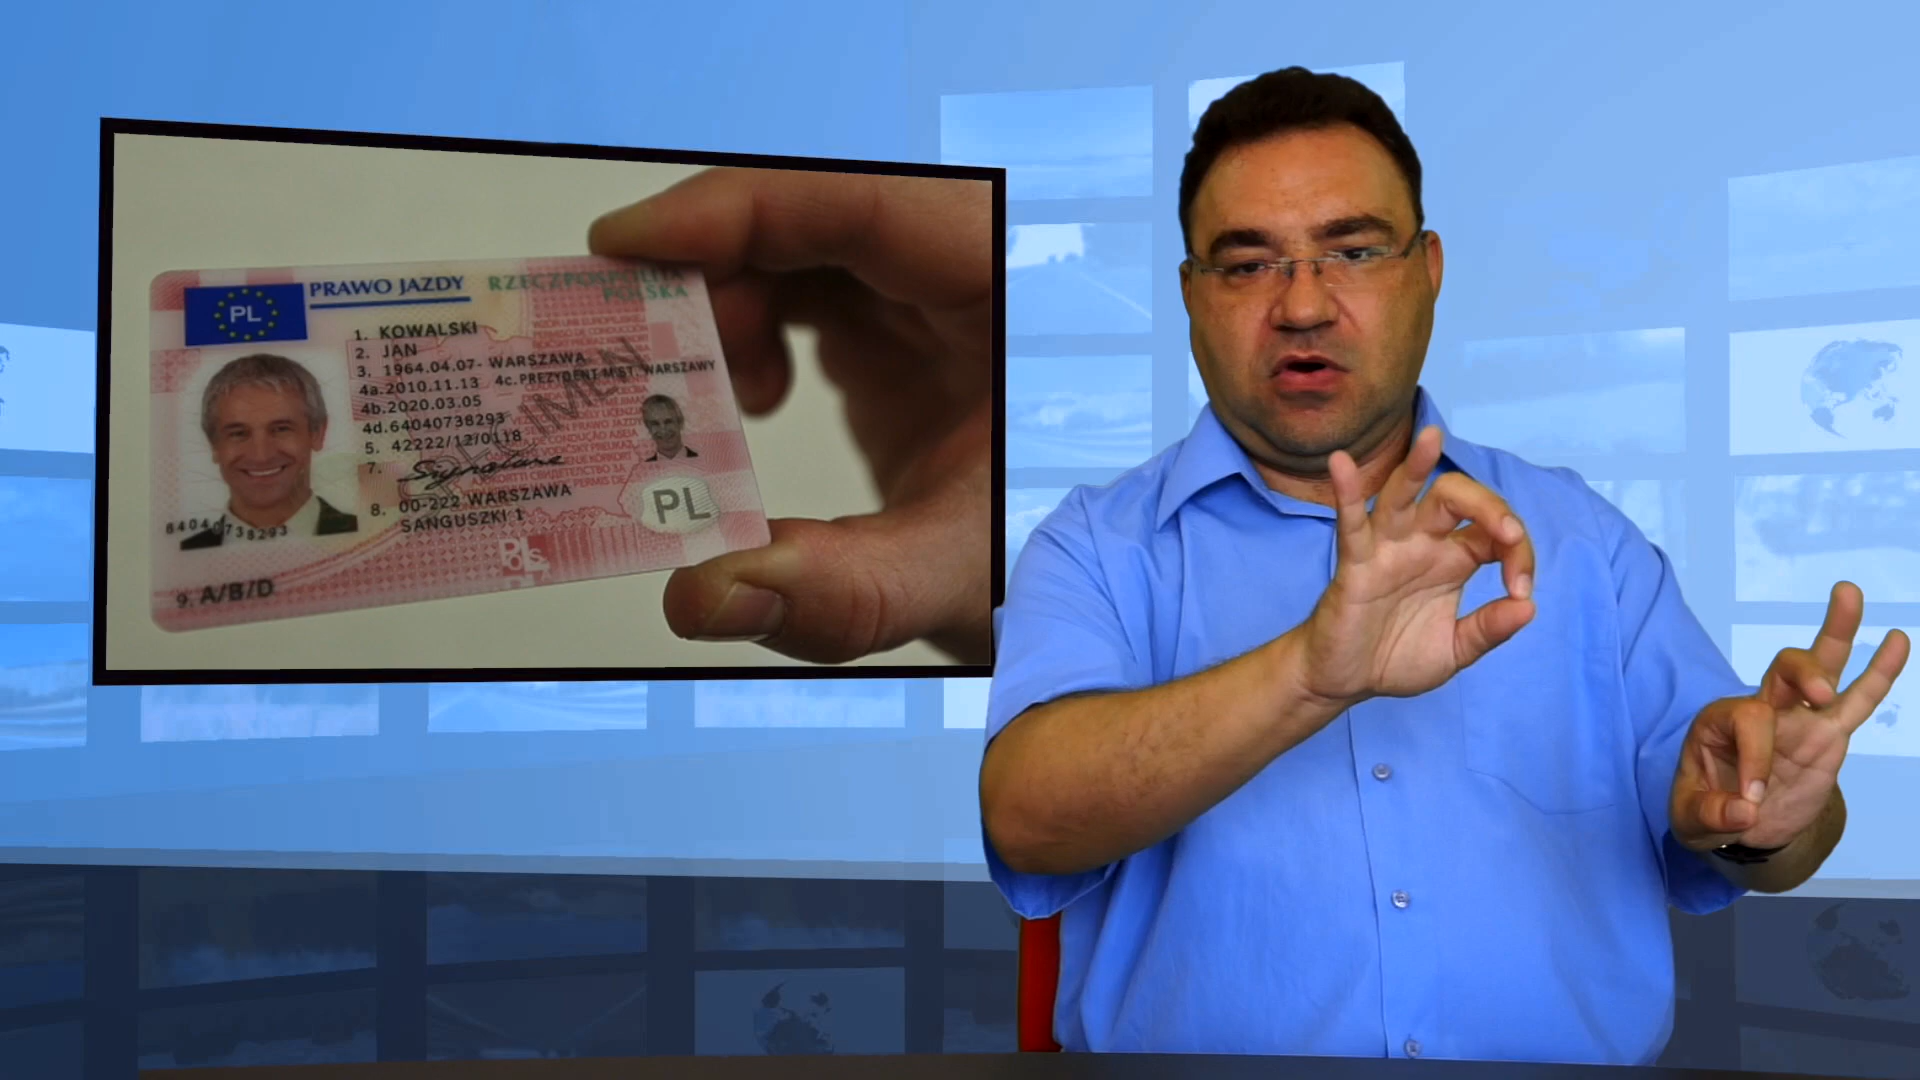 PL
PRAWO JAZDY
RZECZPOSPOLITA
POLSKA
1. KOWALSKI
2. JAN
3. 1964.04.07- WARSZAWA
4a.2010.11.13 4c.PREZYDENT M.ST. WARSZAWY
4b.2020.03.05
4d.64040738293
5. 42222/12/0118
7. Signature
8. 00-222 WARSZAWA
SANGUSZKI 1
SPECIMEN
PL
64040738293
9. A/B/D